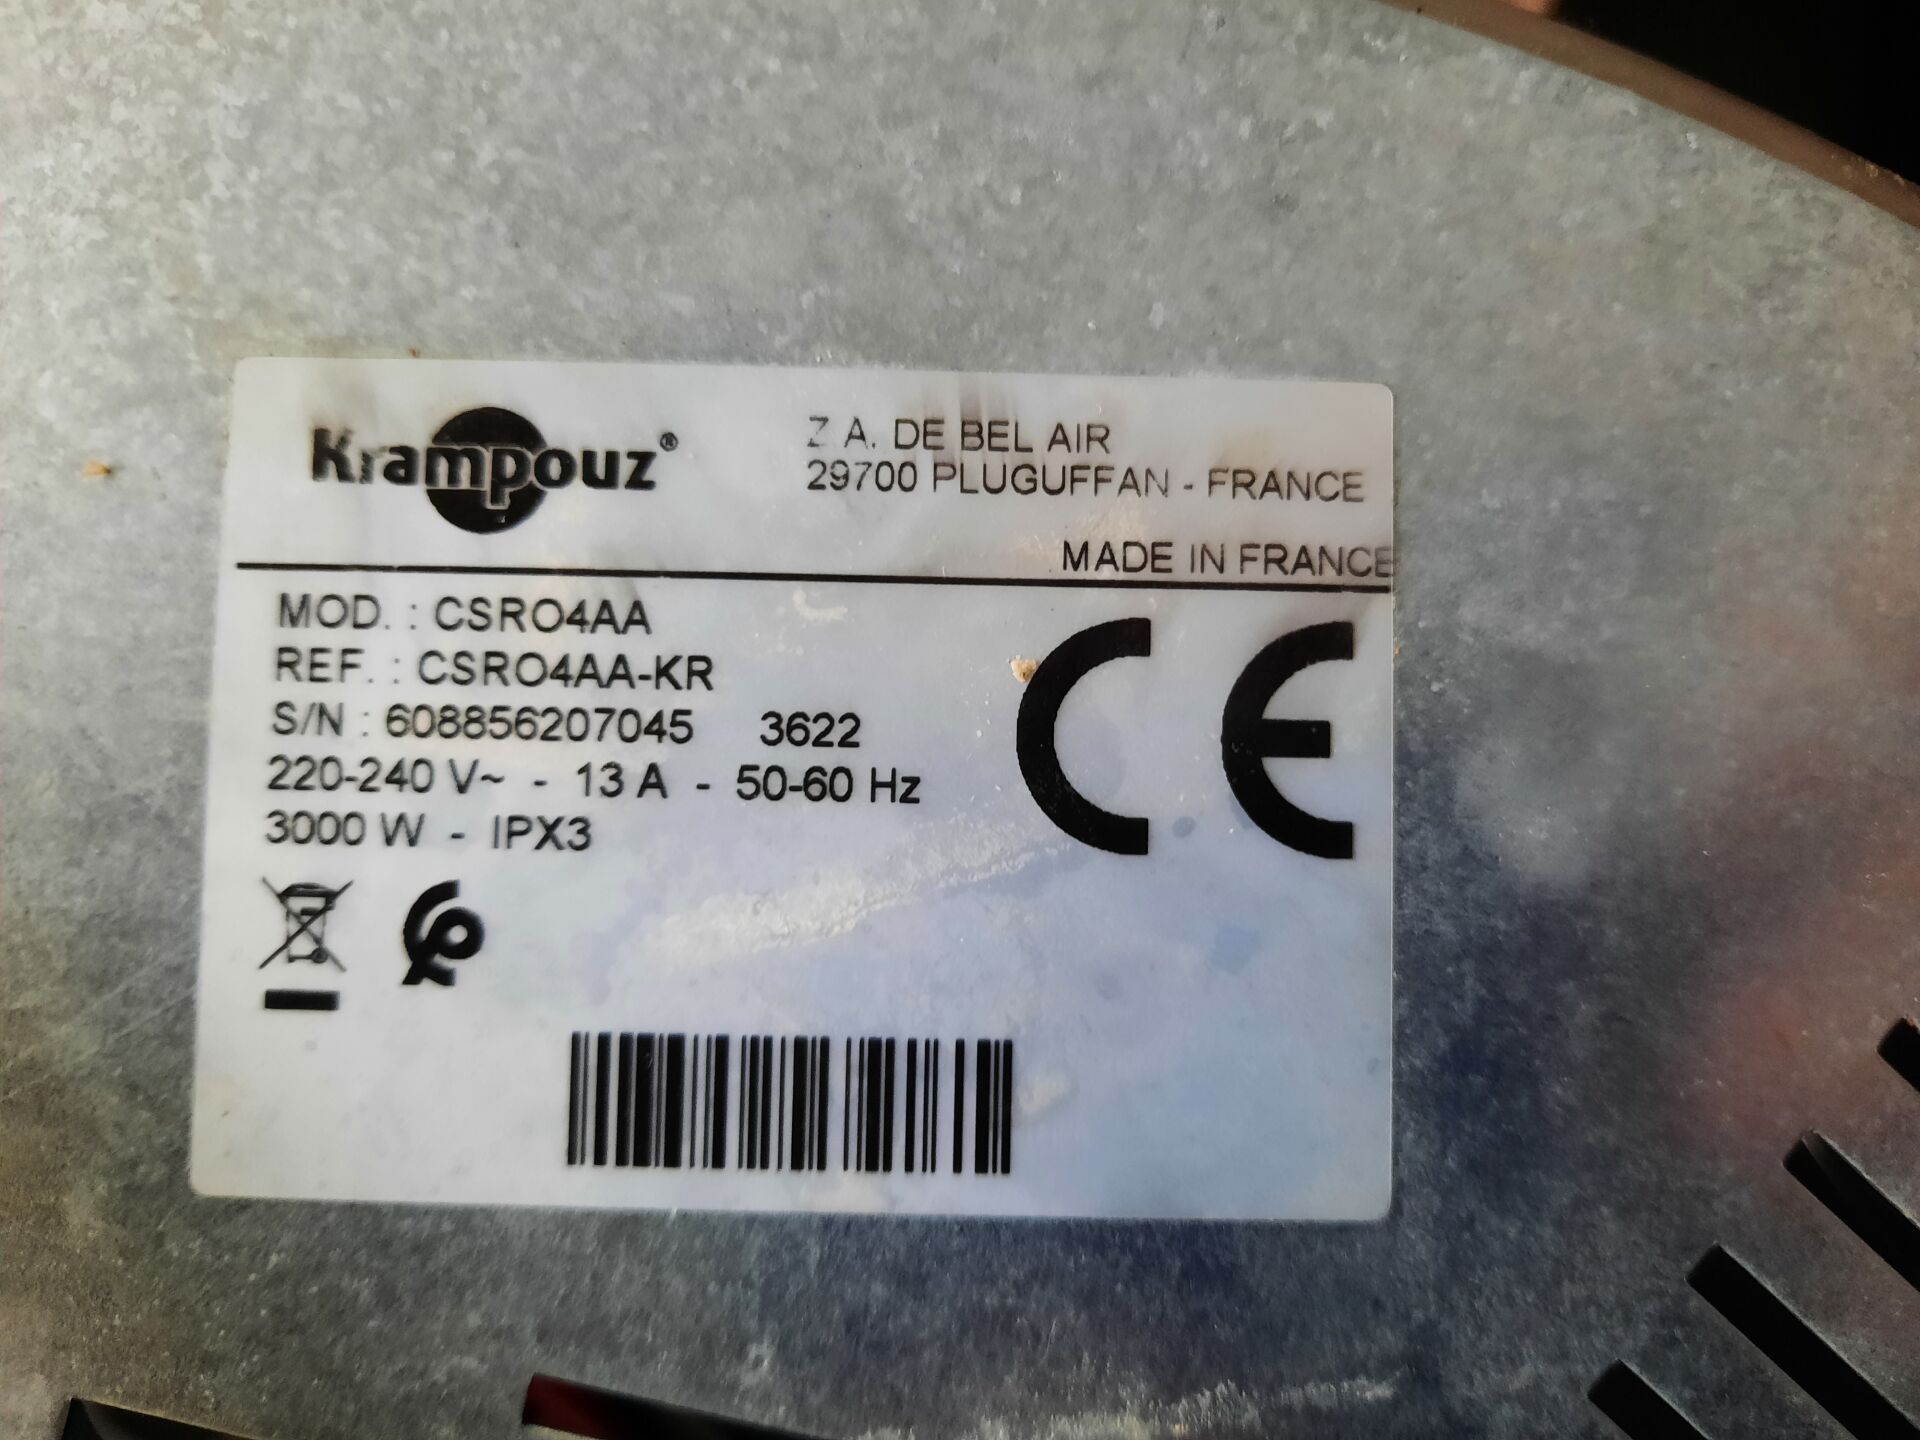 Krampouz®
Z.A. DE BEL AIR
29700 PLUGUFFAN - FRANCE
MADE IN FRANCE
MOD. : CSRO4AA
REF. : CSRO4AA-KR
S/N : 608856207045 3622
220-240 V~ - 13 A - 50-60 Hz
3000 W - IPX3
CE